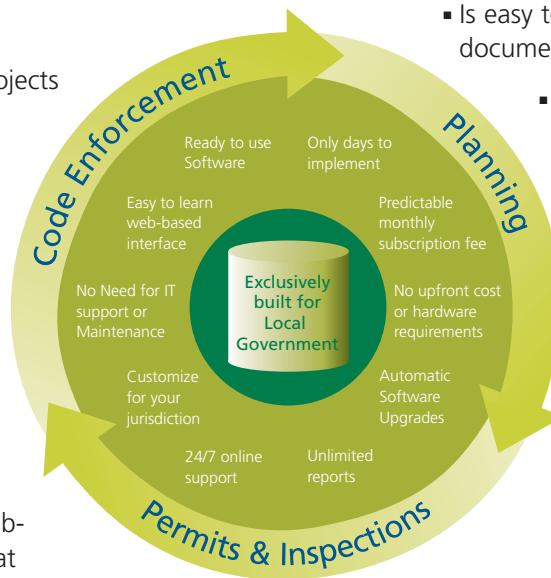 ▪ Is easy to
docume
ojects
▪
Code Enforcement
Planning
Ready to use
Software
Only days to
implement
Easy to learn
web-based
interface
Predictable
monthly
subscription fee
No Need for IT
support or
Maintenance
Exclusively
built for
Local
Government
No upfront cost
or hardware
requirements
Customize
for your
jurisdiction
Automatic
Software
Upgrades
24/7 online
support
Unlimited
reports
Permits & Inspections
b-
at